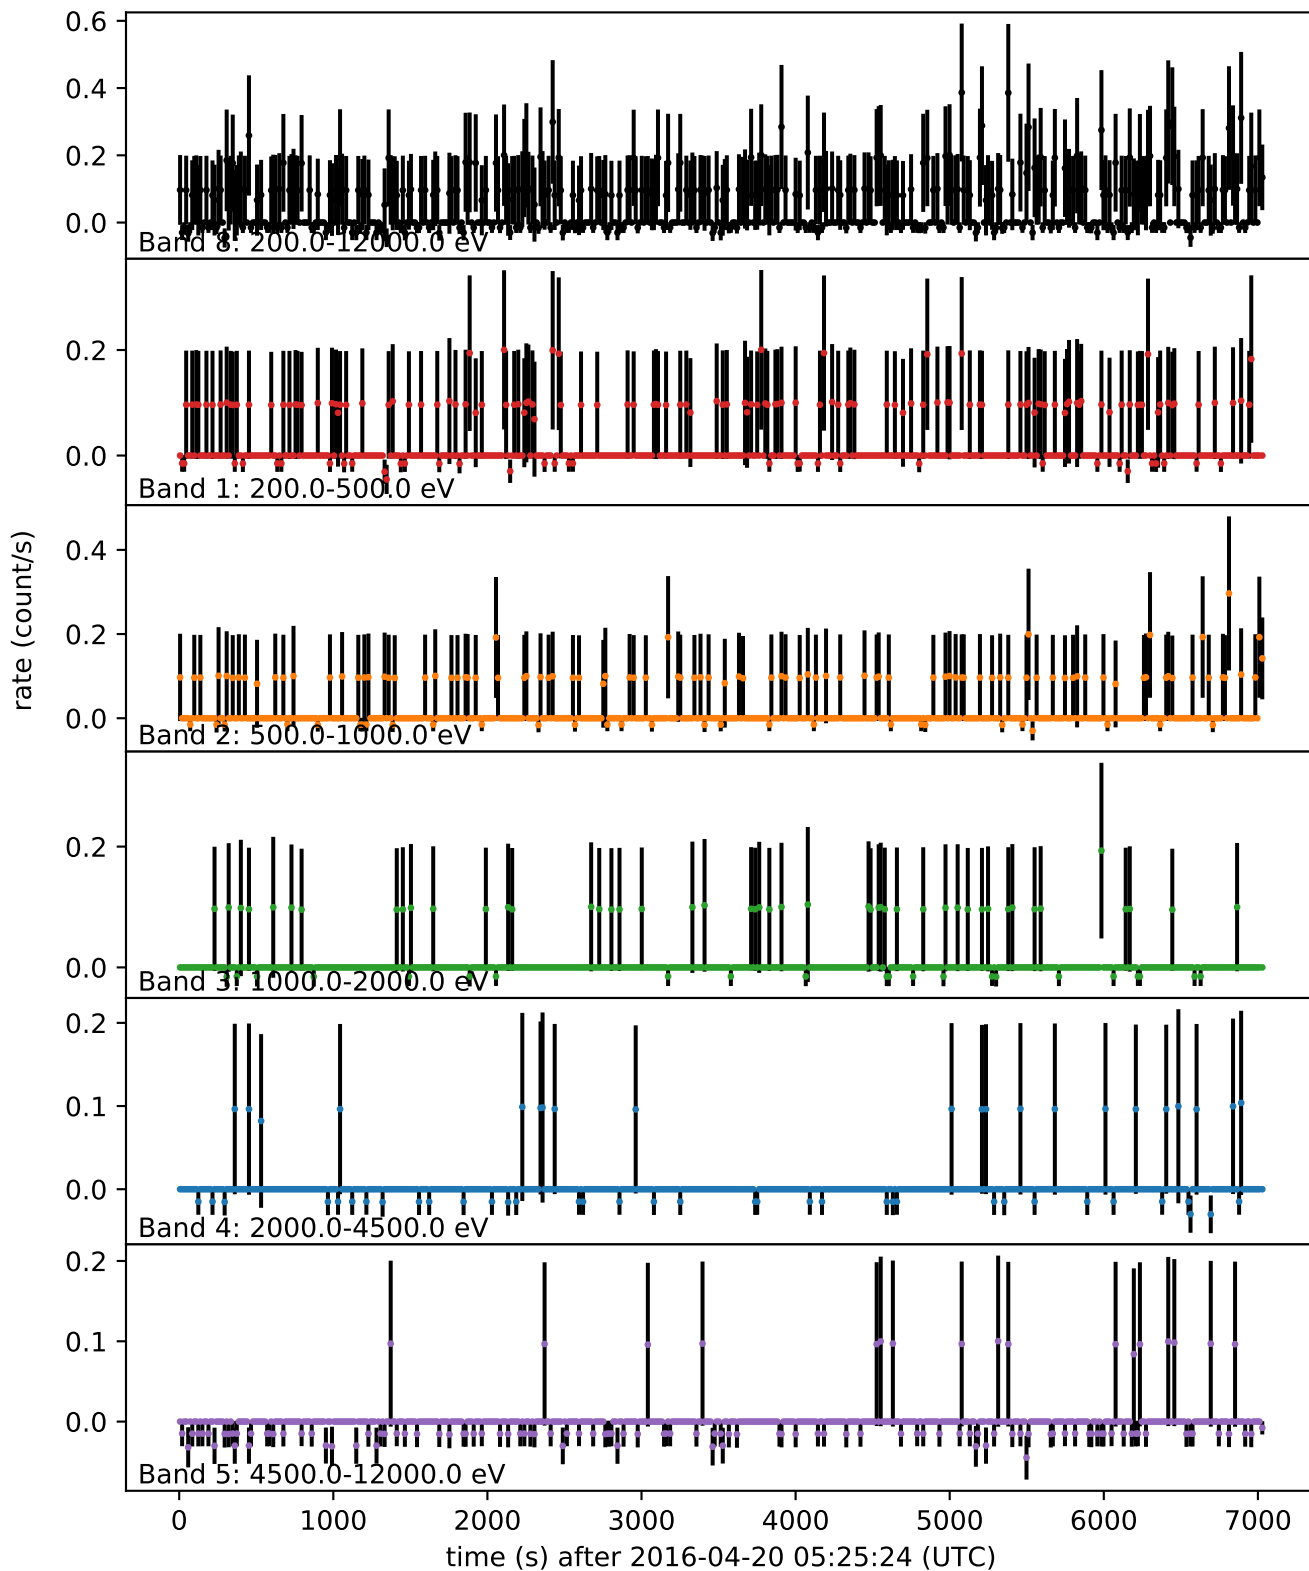 0.6
0.4
0.2
0.0
Band 8: 200.0-12000.0 eV
0.2
0.0
Band 1: 200.0-500.0 eV
rate (count/s)
0.4
0.2
0.0
Band 2: 500.0-1000.0 eV
0.2
0.0
Band 3: 1000.0-2000.0 eV
0.2
0.1
0.0
Band 4: 2000.0-4500.0 eV
0.2
0.1
0.0
Band 5: 4500.0-12000.0 eV
0 1000 2000 3000 4000 5000 6000 7000
time (s) after 2016-04-20 05:25:24 (UTC)